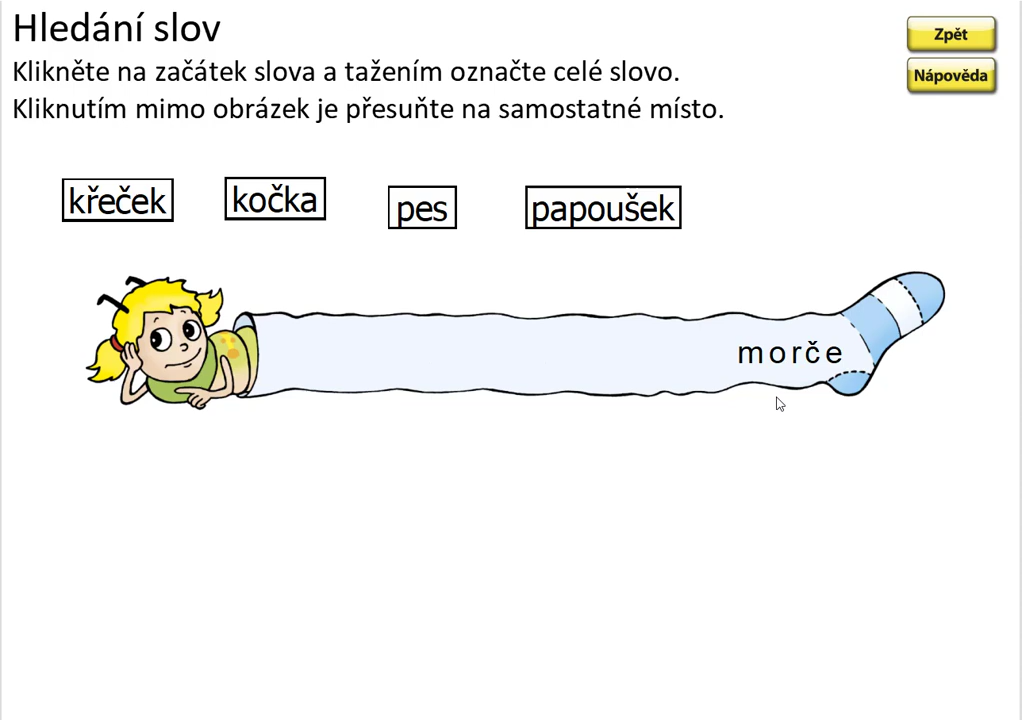 Hledání slov
Zpět
Klikněte na začátek slova a tažením označte celé slovo.
Nápověda
Kliknutím mimo obrázek je přesuňte na samostatné místo.
křeček kočka pes papoušek
morče